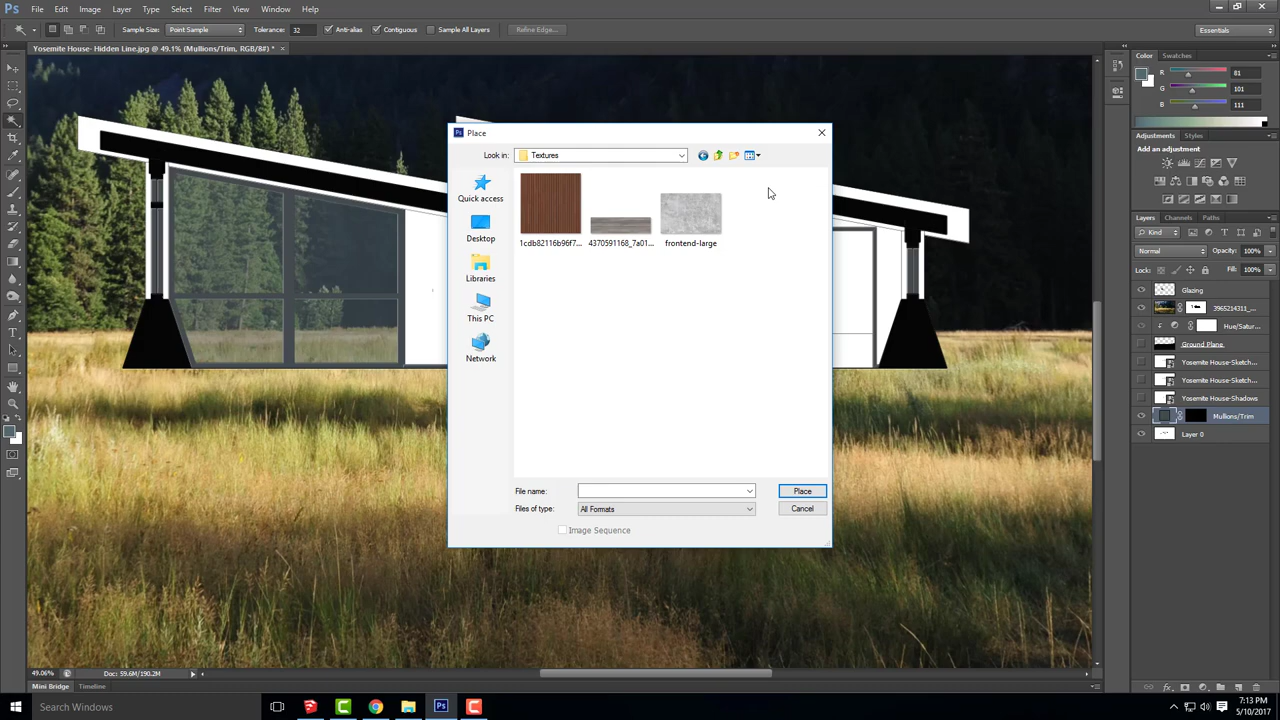 Ps File Edit Image Layer Type Select Filter View Window Help
Sample Size: Point Sample Tolerance: 32 Anti-alias Contiguous Sample All Layers Refine Edge... Essentials
Yosemite House- Hidden Line.jpg @ 49.1% (Mullions/Trim, RGB/8#) * ×
Color Swatches
R 81
G 101
B 111
Adjustments Styles
Add an adjustment
Layers Channels Paths
Kind
Normal Opacity: 100%
Lock: Fill: 100%
Glazing
3965214311_...
Hue/Satur...
Ground Plane
Yosemite House-Sketch...
Yosemite House-Sketch...
Yosemite House-Shadows
Mullions/Trim
Layer 0
Ps Place
Look in: Textures
Quick access
Desktop
Libraries
This PC
Network
1cdb82116b96f7... 4370591168_7a01... frontend-large
File name: Place
Files of type: All Formats Cancel
Image Sequence
49.06% Doc: 59.6M/190.2M
Mini Bridge Timeline
Search Windows
Ps
7:13 PM
5/10/2017